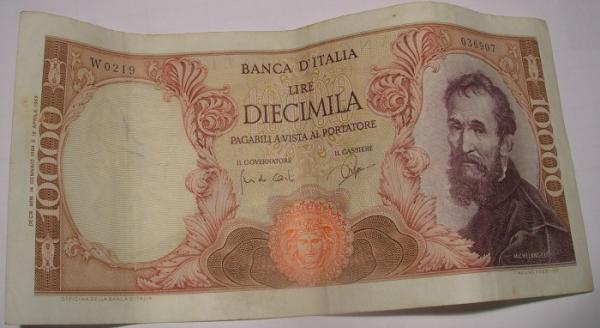 W 0219
036907
BANCA D'ITALIA
LIRE
DIECIMILA
PAGABILI A VISTA AL PORTATORE
IL GOVERNATORE
IL CASSIERE
10000
10000
MICHELANGELO
OFFICINA DELLA BANCA D'ITALIA